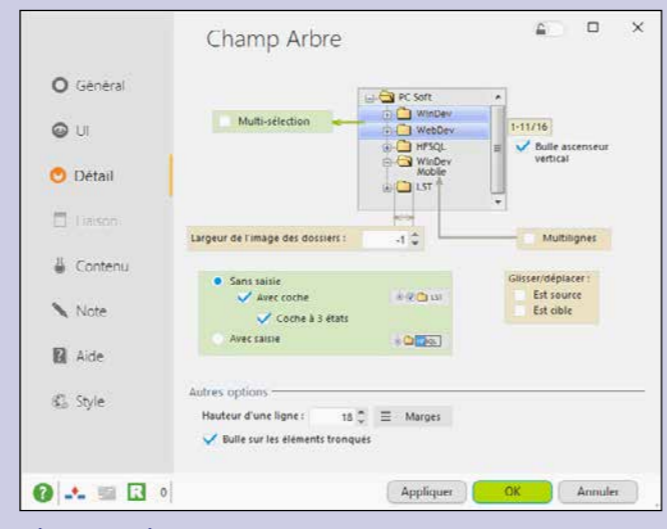 Champ Arbre
Général
UI
Détail
Liaison
Contenu
Note
Aide
Style
PC Soft
WinDev
WebDev
HFSQL
WinDev
Mobile
LST
Multi-sélection
1-11/16
Bulle ascenseur
vertical
Largeur de l'image des dossiers :
-1
Multilignes
Sans saisie
Avec coche
LST
Coche à 3 états
Avec saisie
Glisser/déplacer :
Est source
Est cible
Autres options
Hauteur d'une ligne :
18
Marges
Bulle sur les éléments tronqués
?
R
0
Appliquer
OK
Annuler